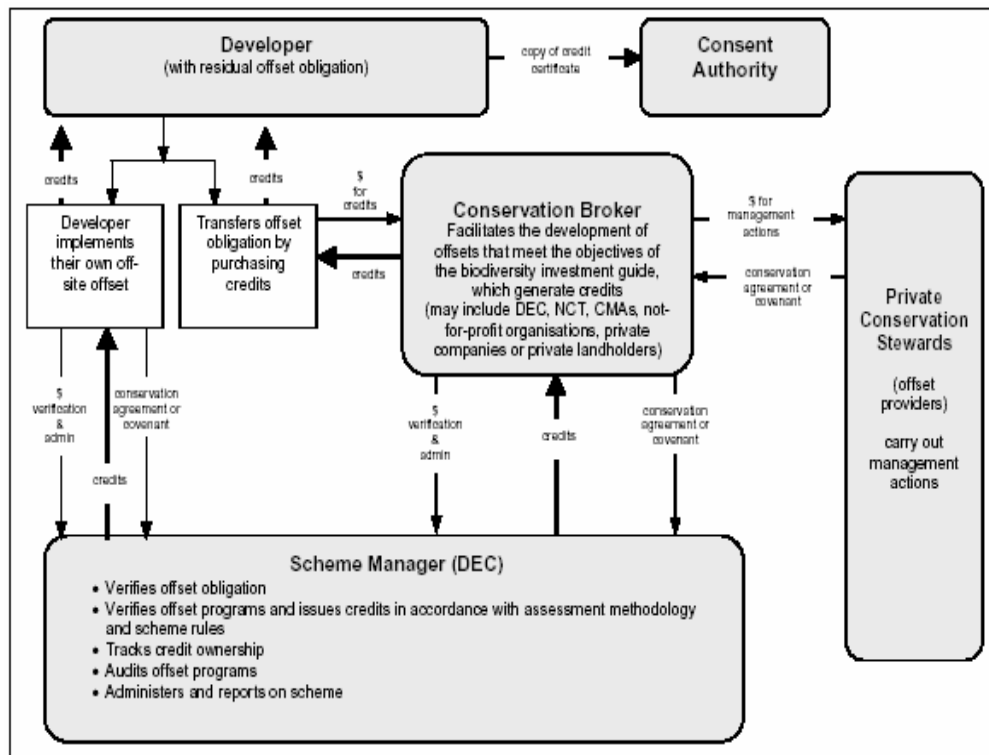 Developer
(with residual offset obligation)
copy of credit
certificate
Consent
Authority
credits
credits
Developer
implements
their own off-
site offset
Transfers offset
obligation by
purchasing
credits
$
for
credits
credits
Conservation Broker
Facilitates the development of
offsets that meet the objectives of
the biodiversity investment guide,
which generate credits
(may include DEC, NCT, CMAs, not-
for-profit organisations, private
companies or private landholders)
$ for
management
actions
conservation
agreement or
covenant
Private
Conservation
Stewards
(offset
providers)
carry out
management
actions
$
verification
&
admin
conservation
agreement or
covenant
credits
$
verification
&
admin
credits
conservation
agreement or
covenant
Scheme Manager (DEC)
• Verifies offset obligation
• Verifies offset programs and issues credits in accordance with assessment methodology
and scheme rules
• Tracks credit ownership
• Audits offset programs
• Administers and reports on scheme